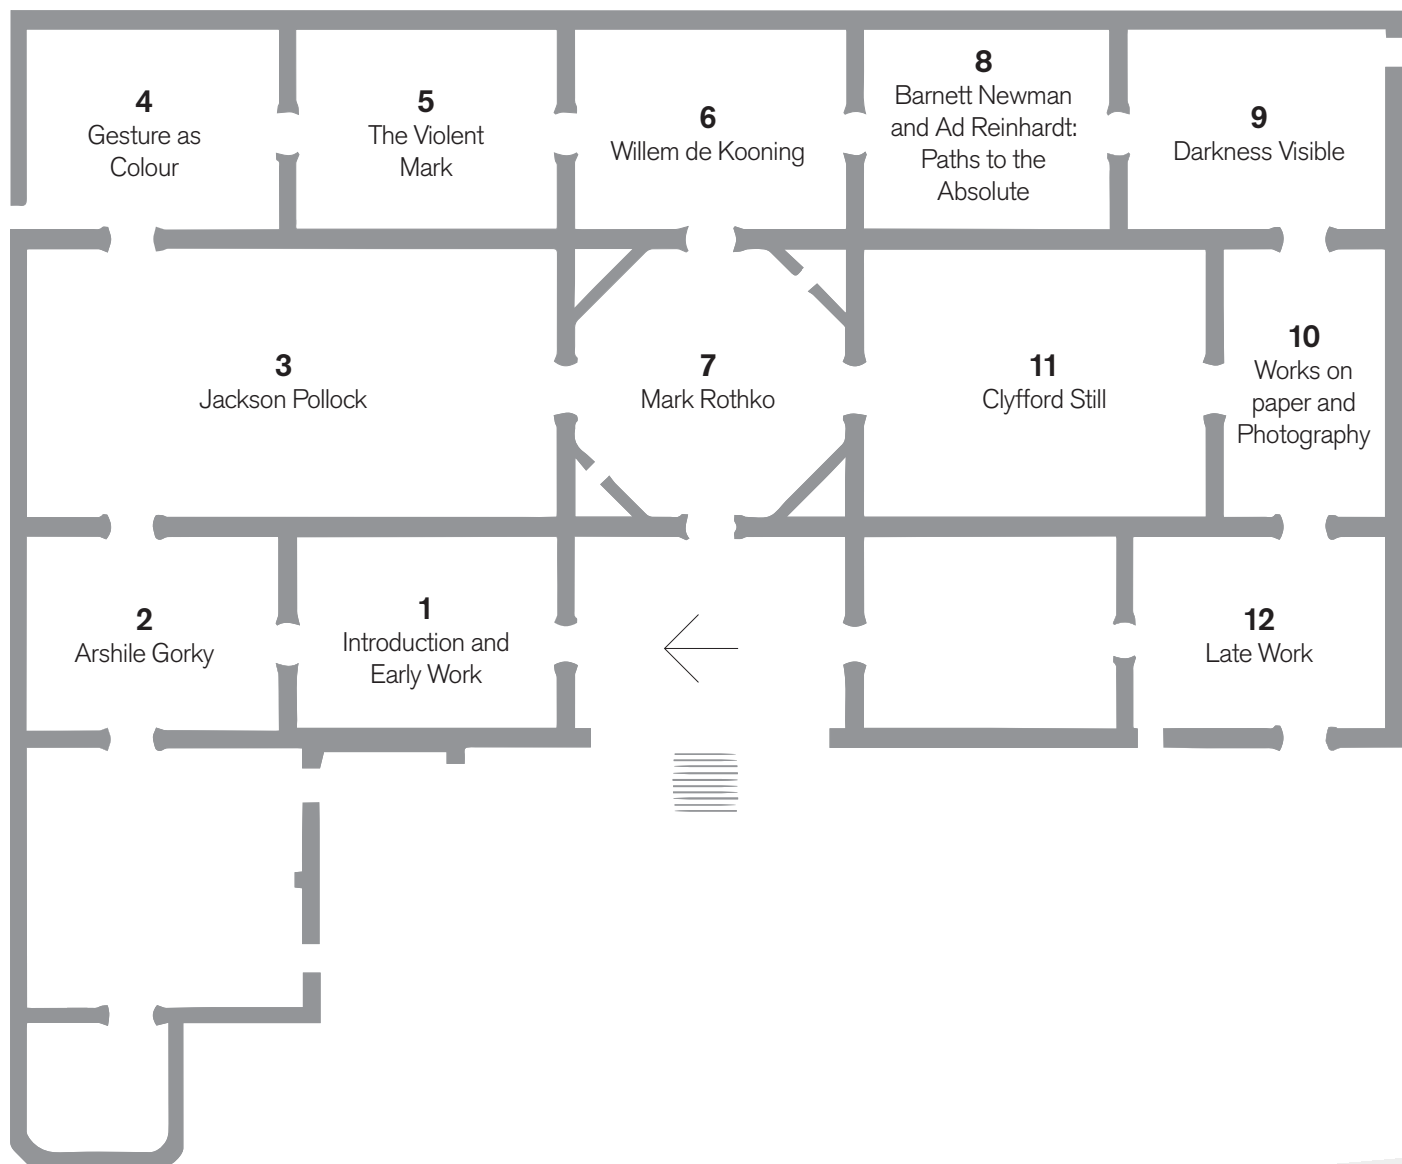 4
Gesture as
Colour
5
The Violent
Mark
6
Willem de Kooning
8
Barnett Newman
and Ad Reinhardt:
Paths to the
Absolute
9
Darkness Visible
3
Jackson Pollock
7
Mark Rothko
11
Clyfford Still
10
Works on
paper and
Photography
2
Arshile Gorky
1
Introduction and
Early Work
12
Late Work